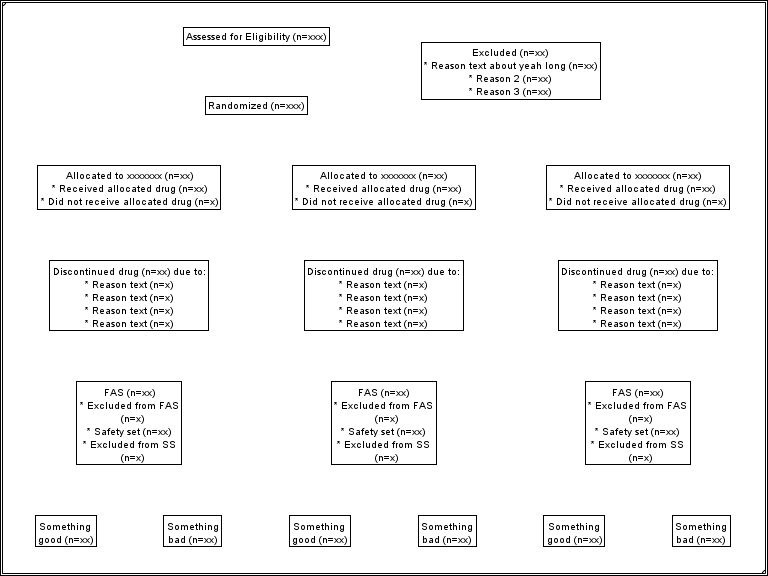 Assessed for Eligibility (n=xxx)
Excluded (n=xx)
* Reason text about yeah long (n=xx)
* Reason 2 (n=xx)
* Reason 3 (n=xx)
Randomized (n=xxx)
Allocated to xxxxxxx (n=xx)
* Received allocated drug (n=xx)
* Did not receive allocated drug (n=x)
Allocated to xxxxxxx (n=xx)
* Received allocated drug (n=xx)
* Did not receive allocated drug (n=x)
Allocated to xxxxxxx (n=xx)
* Received allocated drug (n=xx)
* Did not receive allocated drug (n=x)
Discontinued drug (n=xx) due to:
* Reason text (n=x)
* Reason text (n=x)
* Reason text (n=x)
* Reason text (n=x)
Discontinued drug (n=xx) due to:
* Reason text (n=x)
* Reason text (n=x)
* Reason text (n=x)
* Reason text (n=x)
Discontinued drug (n=xx) due to:
* Reason text (n=x)
* Reason text (n=x)
* Reason text (n=x)
* Reason text (n=x)
FAS (n=xx)
* Excluded from FAS
(n=x)
* Safety set (n=xx)
* Excluded from SS
(n=x)
FAS (n=xx)
* Excluded from FAS
(n=x)
* Safety set (n=xx)
* Excluded from SS
(n=x)
FAS (n=xx)
* Excluded from FAS
(n=x)
* Safety set (n=xx)
* Excluded from SS
(n=x)
Something
good (n=xx)
Something
bad (n=xx)
Something
good (n=xx)
Something
bad (n=xx)
Something
good (n=xx)
Something
bad (n=xx)